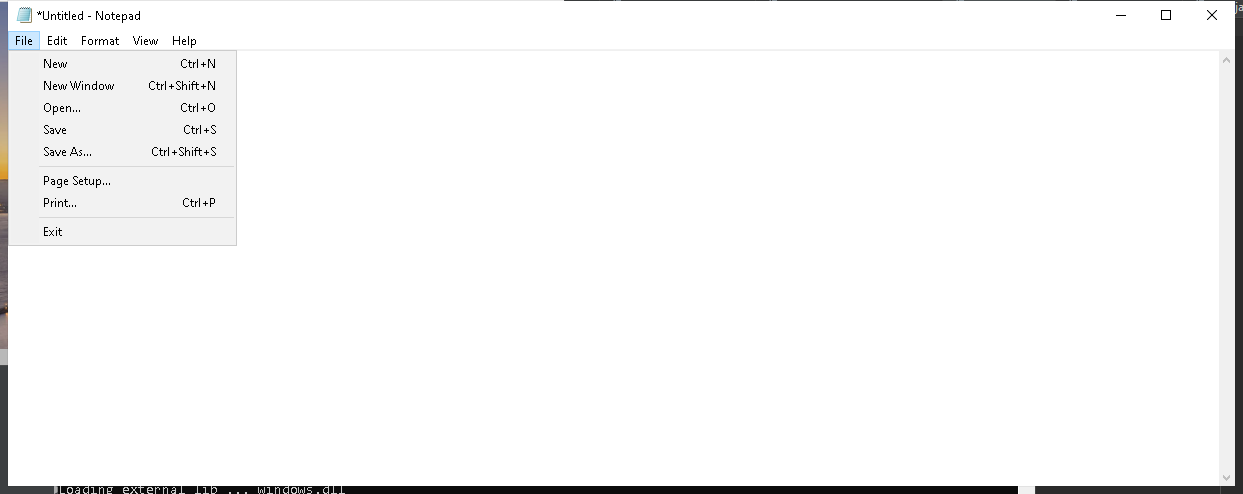 *Untitled - Notepad
File Edit Format View Help
New Ctrl+N
New Window Ctrl+Shift+N
Open... Ctrl+O
Save Ctrl+S
Save As... Ctrl+Shift+S
Page Setup...
Print... Ctrl+P
Exit
Loading external lib ... windows.dll